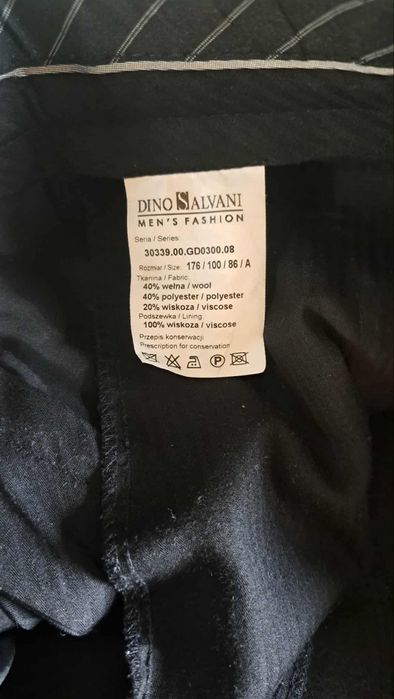 DINO SALVANI
MEN'S FASHION
Seria / Series:
30339.00.GD0300.08
Rozmiar / Size: 176 / 100 / 86 / A
Tkanina / Fabric:
40% wełna / wool
40% polyester / polyester
20% wiskoza / viscose
Podszewka / Lining:
100% wiskoza / viscose
Przepis konserwacji
Prescription for conservation
P